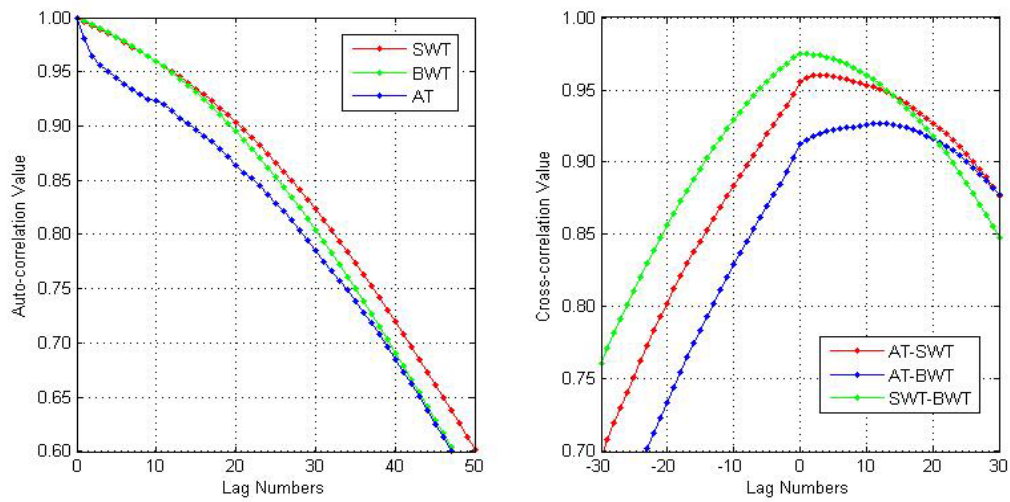 1.00
0.95
0.90
0.85
0.80
0.75
0.70
0.65
0.60
Auto-correlation Value
0 10 20 30 40 50
Lag Numbers
SWT
BWT
AT
1.00
0.95
0.90
0.85
0.80
0.75
0.70
Cross-correlation Value
-30 -20 -10 0 10 20 30
Lag Numbers
AT-SWT
AT-BWT
SWT-BWT